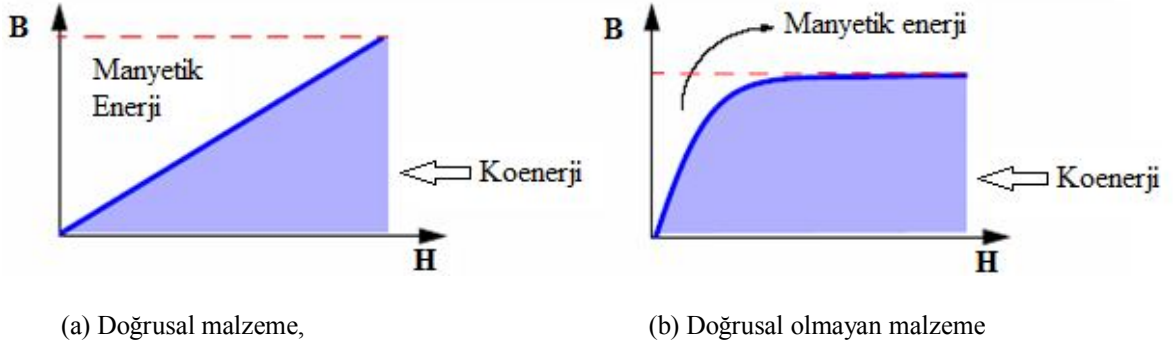 B
Manyetik
Enerji
Koenerji
H
B
Manyetik enerji
Koenerji
H
(a) Doğrusal malzeme,
(b) Doğrusal olmayan malzeme